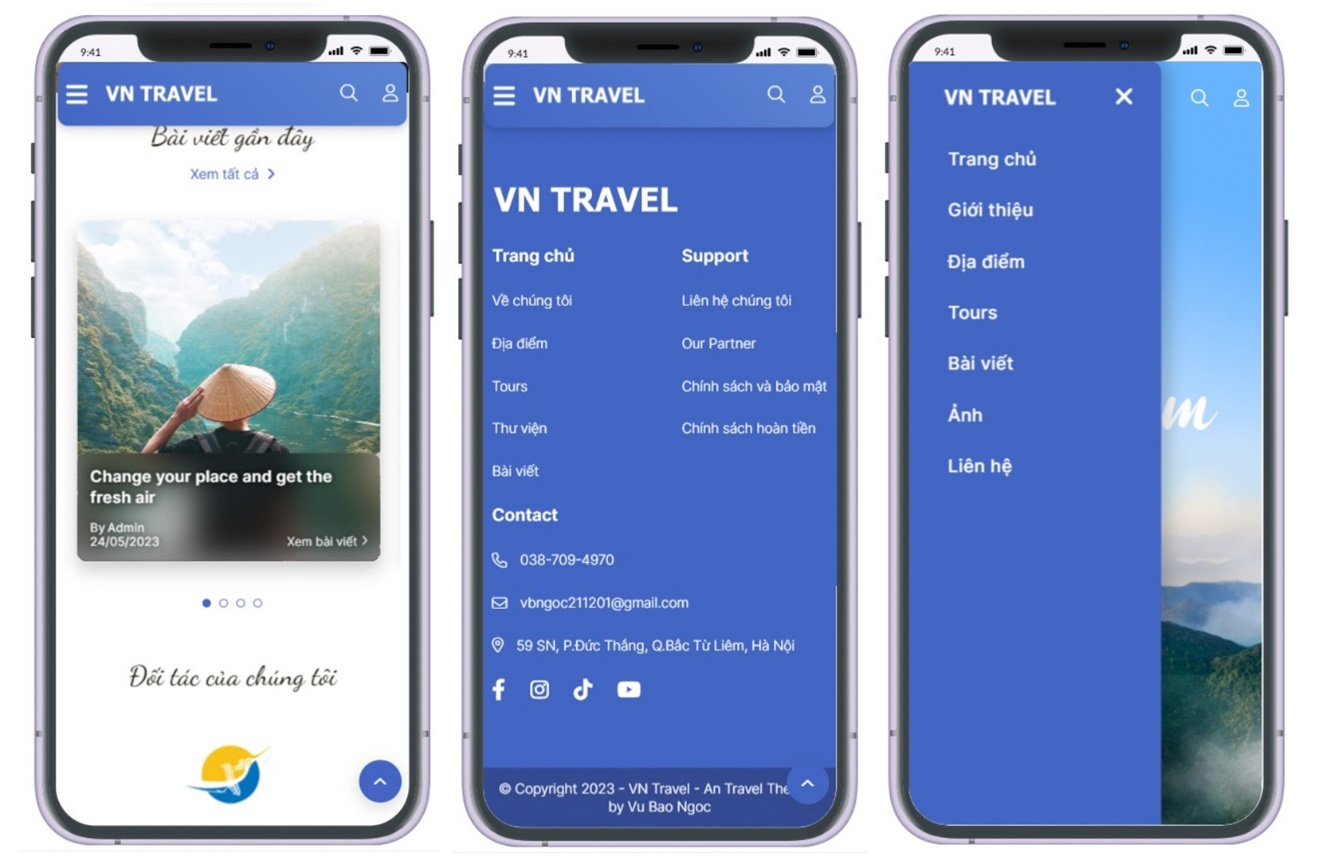 9:41
VN TRAVEL
Bài viết gần đây
Xem tất cả
Change your place and get the
fresh air
By Admin
24/05/2023
Xem bài viết
Đối tác của chúng tôi
9:41
VN TRAVEL
VN TRAVEL
Trang chủ
Về chúng tôi
Địa điểm
Tours
Thư viện
Bài viết
Support
Liên hệ chúng tôi
Our Partner
Chính sách và bảo mật
Chính sách hoàn tiền
Contact
038-709-4970
vbngoc211201@gmail.com
59 SN, P.Đức Thắng, Q.Bắc Từ Liêm, Hà Nội
© Copyright 2023 - VN Travel - An Travel The
by Vu Bao Ngoc
9:41
VN TRAVEL
Trang chủ
Giới thiệu
Địa điểm
Tours
Bài viết
Ảnh
Liên hệ
m